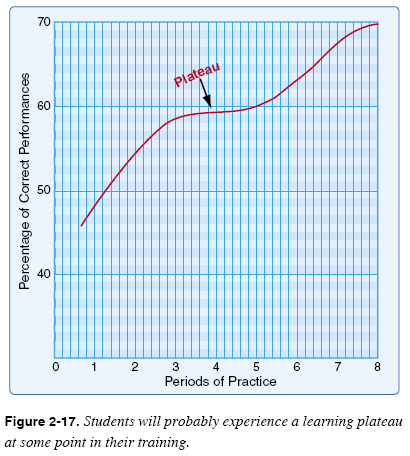 70
60
50
40
Percentage of Correct Performances
Plateau
0 1 2 3 4 5 6 7 8
0
Periods of Practice
Figure 2-17. Students will probably experience a learning plateau
at some point in their training.